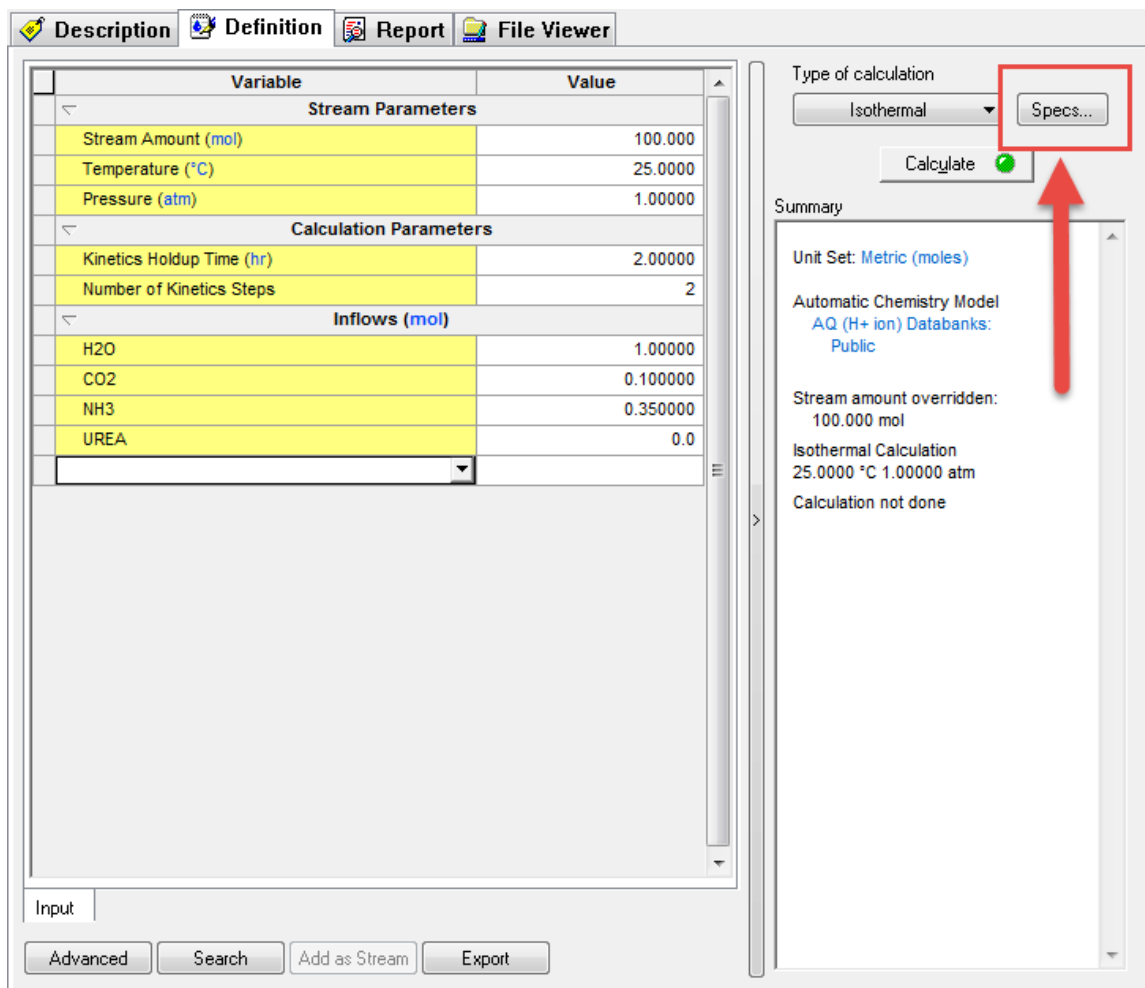 Description Definition Report File Viewer
Variable Value
Stream Parameters
Stream Amount (mol) 100.000
Temperature (°C) 25.0000
Pressure (atm) 1.00000
Calculation Parameters
Kinetics Holdup Time (hr) 2.00000
Number of Kinetics Steps 2
Inflows (mol)
H2O 1.00000
CO2 0.100000
NH3 0.350000
UREA 0.0
Input
Advanced Search Add as Stream Export
Type of calculation
Isothermal Specs...
Calculate
Summary
Unit Set: Metric (moles)
Automatic Chemistry Model
AQ (H+ ion) Databanks:
Public
Stream amount overridden:
100.000 mol
Isothermal Calculation
25.0000 °C 1.00000 atm
Calculation not done